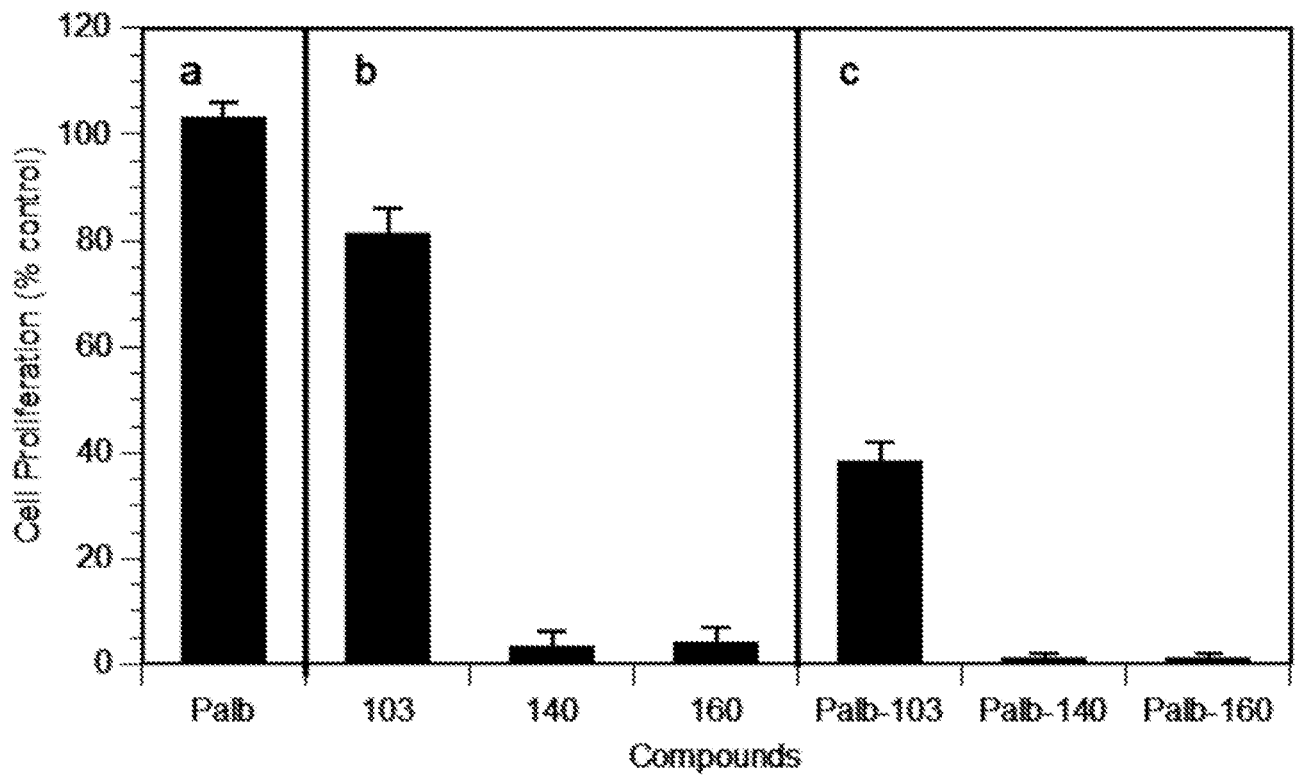 a
b
c
120
100
80
60
40
20
0
Cell Proliferation (% control)
Palb 103 140 160 Palb-103 Palb-140 Palb-160
Compounds